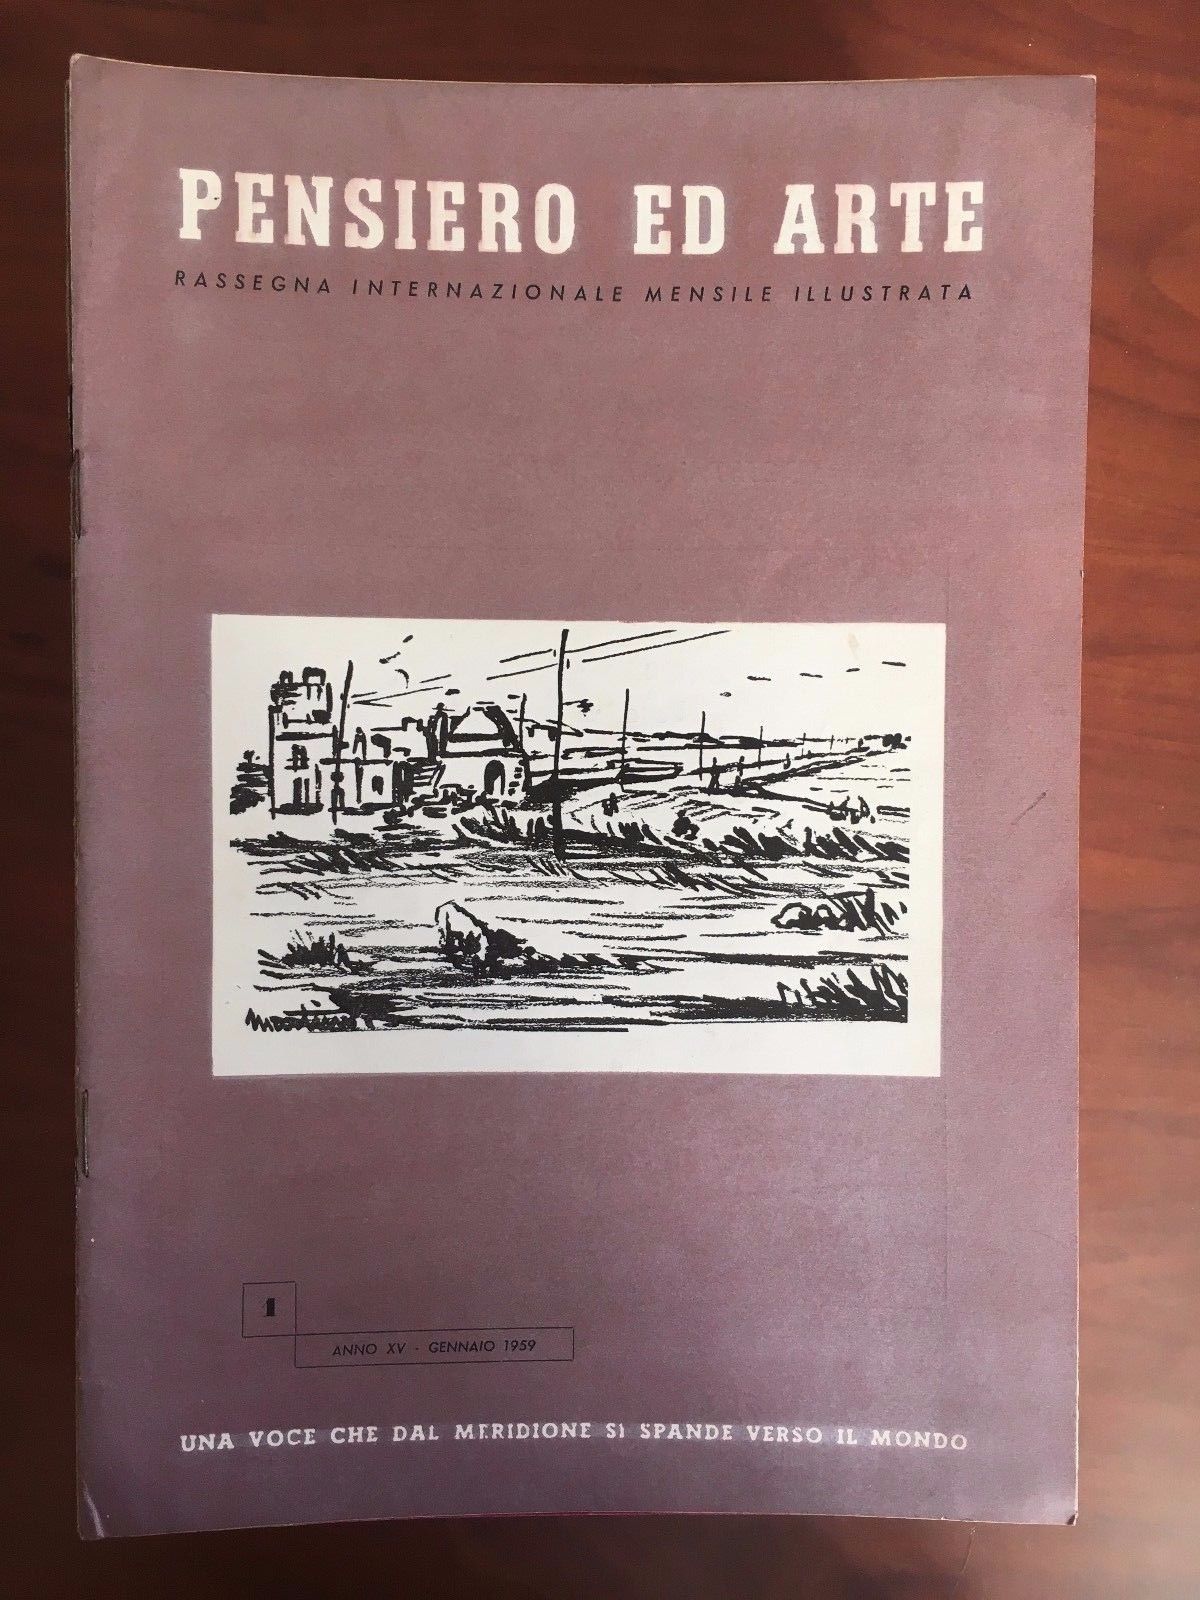 PENSIERO ED ARTE
RASSEGNA INTERNAZIONALE MENSILE ILLUSTRATA
1
ANNO XV - GENNAIO 1959
UNA VOCE CHE DAL MERIDIONE SI SPANDE VERSO IL MONDO